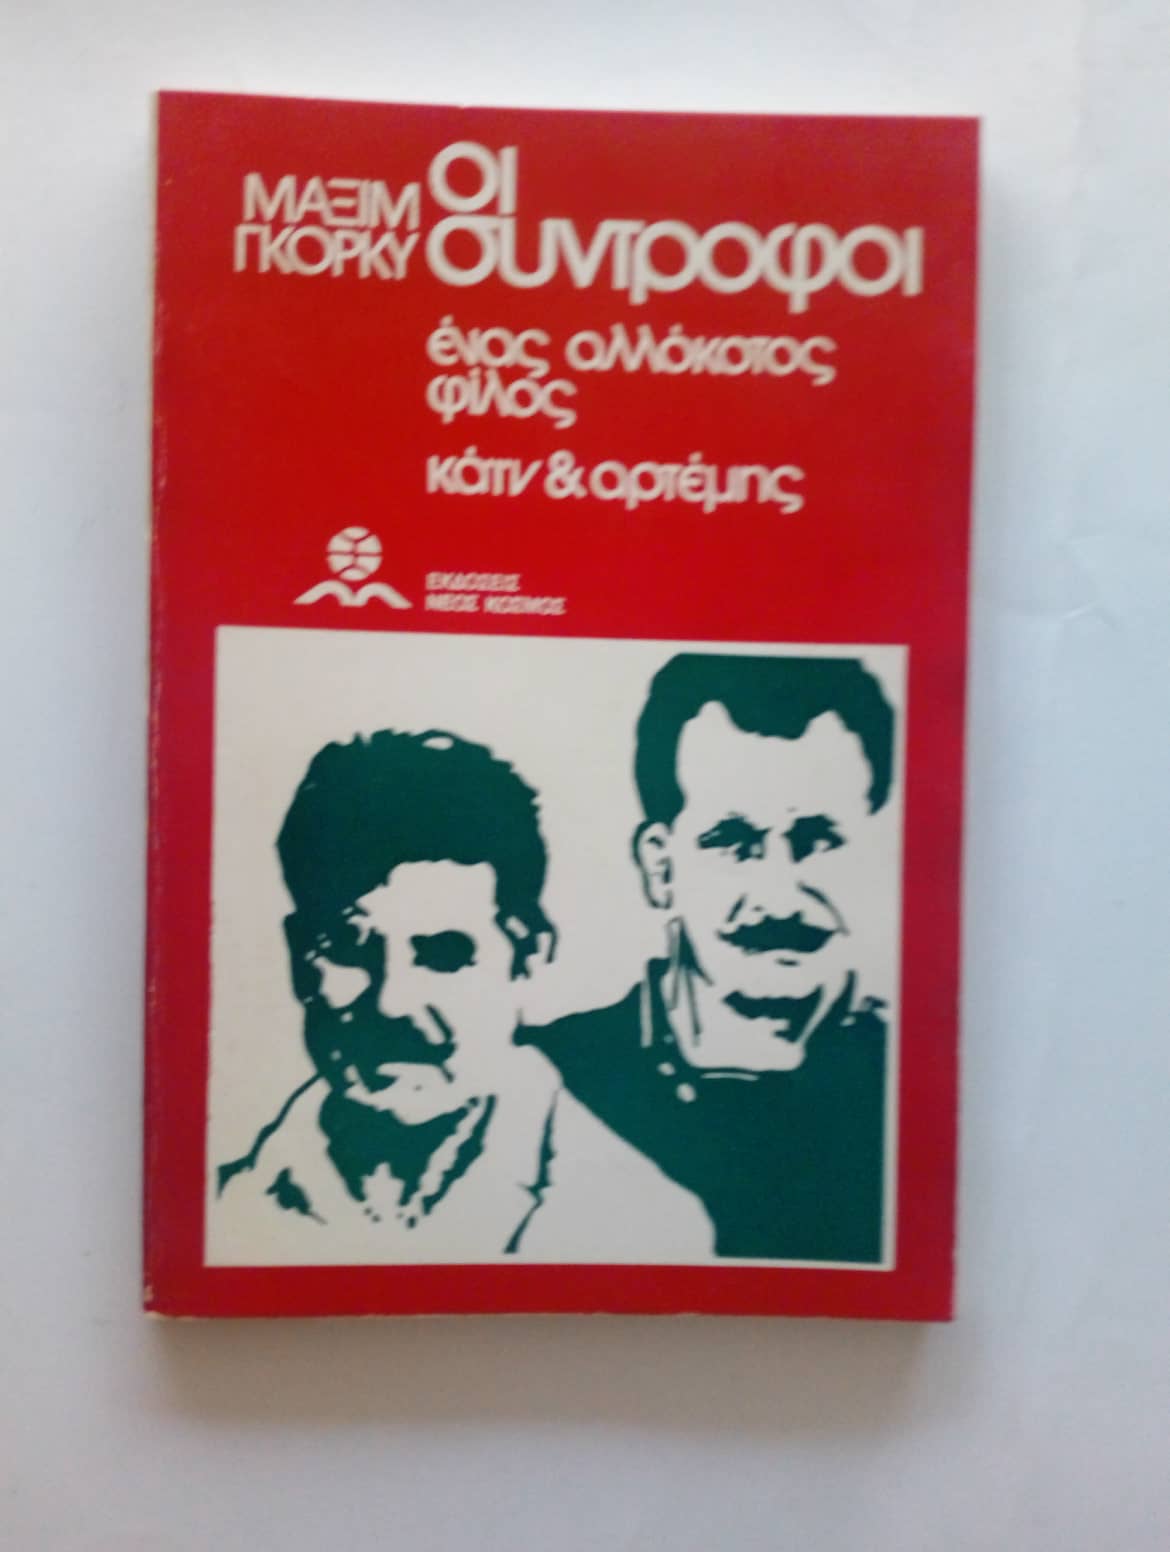 ΜΑΞΙΜ
ΓΚΟΡΚΥ
οι
συντροφοι
ένας αλλόκοτος
φίλος
κάιν & αρτέμης
ΕΚΔΟΣΕΙΣ
ΝΕΟΣ ΚΟΣΜΟΣ